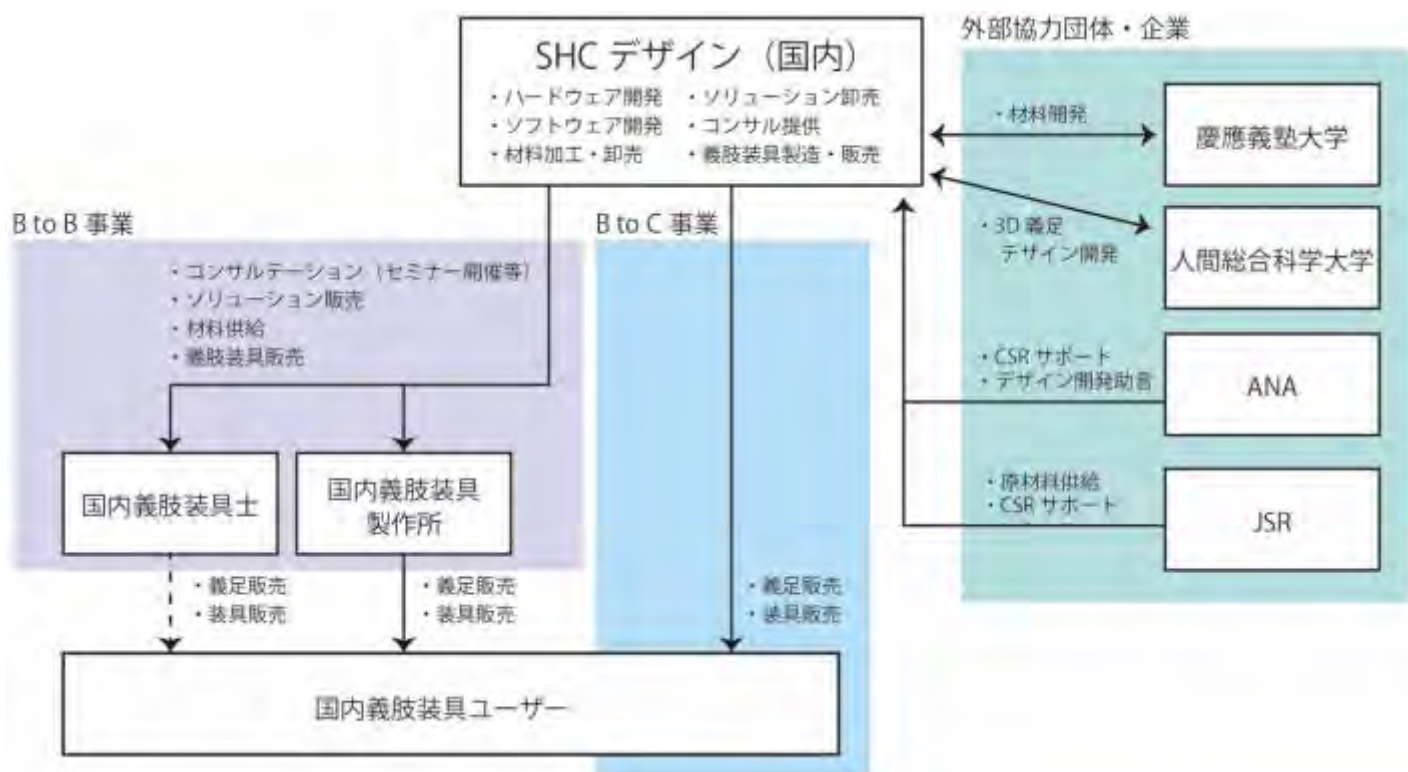 SHC デザイン（国内）
・ハードウェア開発 ・ソリューション卸売
・ソフトウェア開発 ・コンサル提供
・材料加工・卸売 ・義肢装具製造・販売
外部協力団体・企業
・材料開発
慶應義塾大学
・3D 義足
デザイン開発
人間総合科学大学
・CSR サポート
・デザイン開発助言
ANA
・原材料供給
・CSR サポート
JSR
B to B 事業
・コンサルテーション（セミナー開催等）
・ソリューション販売
・材料供給
・義肢装具販売
B to C 事業
国内義肢装具士
国内義肢装具
製作所
・義足販売
・装具販売
・義足販売
・装具販売
・義足販売
・装具販売
国内義肢装具ユーザー